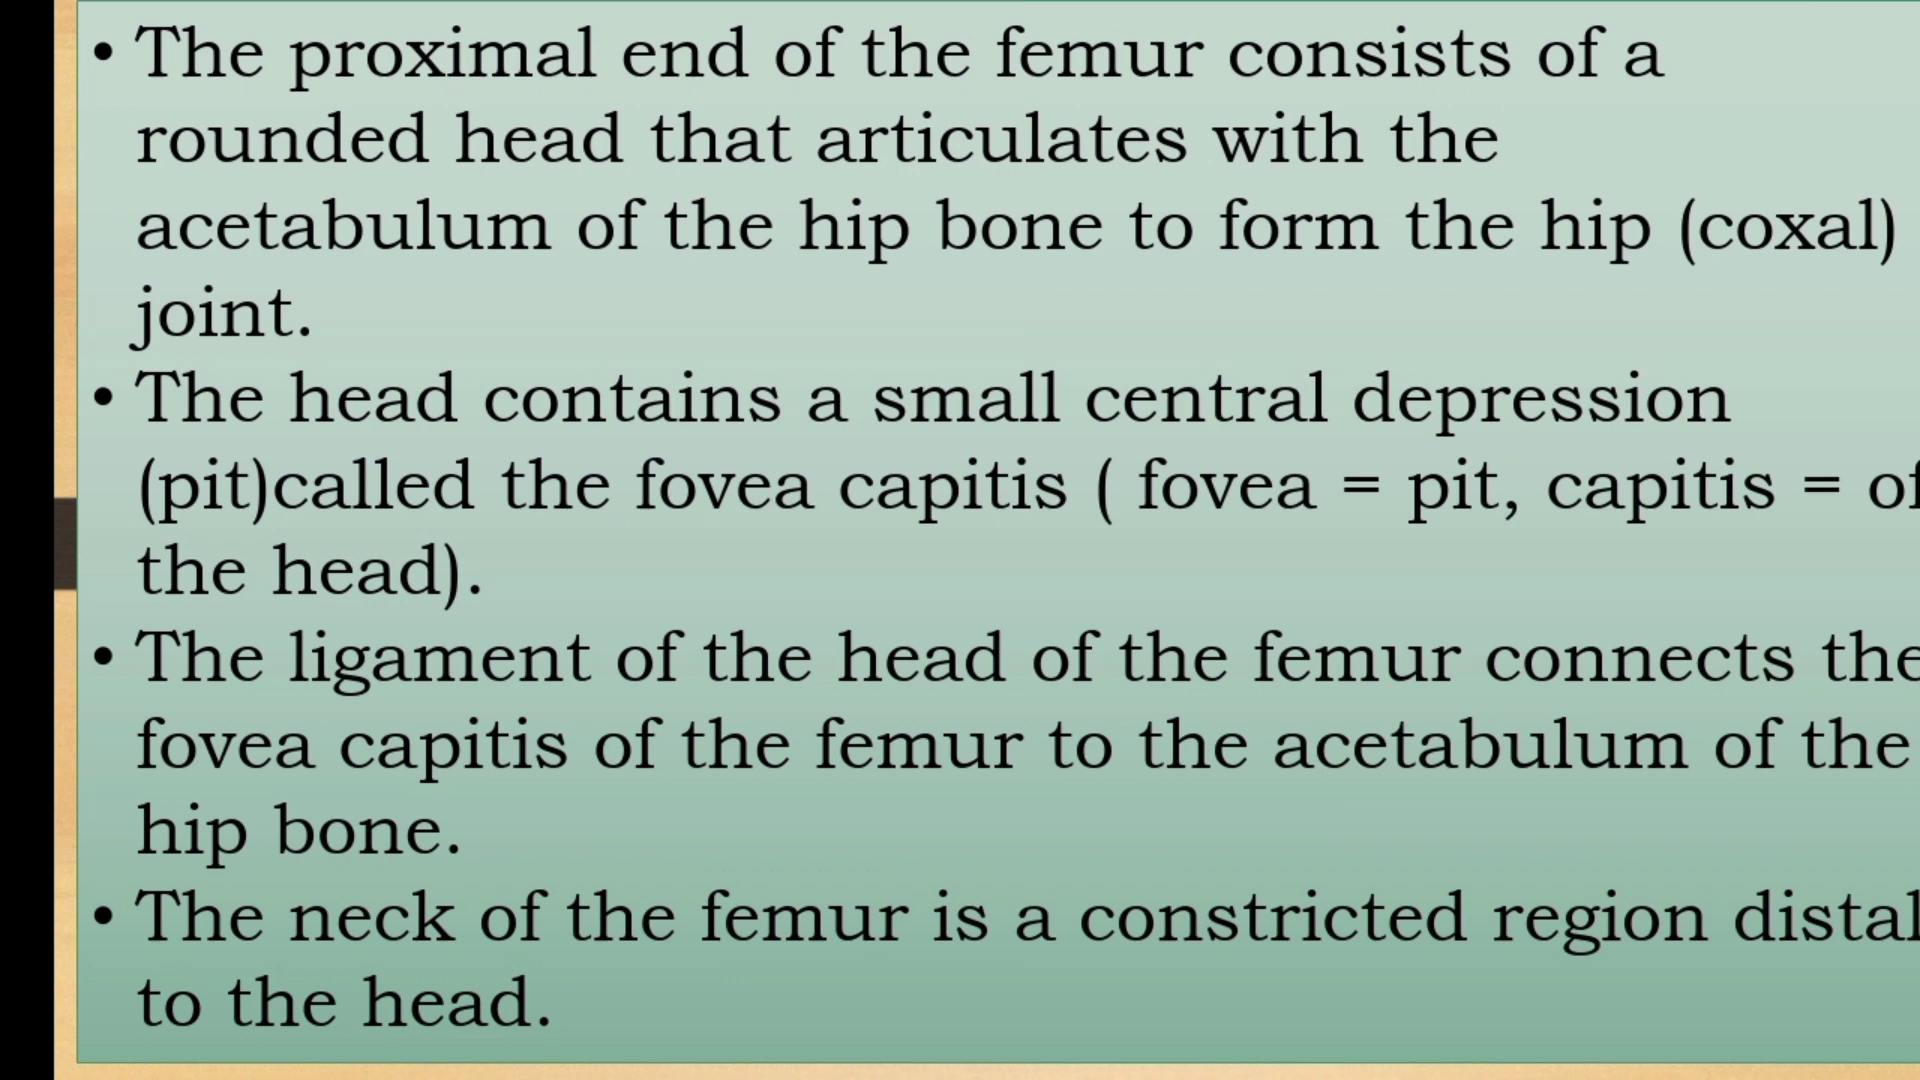 • The proximal end of the femur consists of a
rounded head that articulates with the
acetabulum of the hip bone to form the hip (coxal)
joint.
• The head contains a small central depression
(pit)called the fovea capitis ( fovea = pit, capitis = of
the head).
• The ligament of the head of the femur connects the
fovea capitis of the femur to the acetabulum of the
hip bone.
• The neck of the femur is a constricted region distal
to the head.